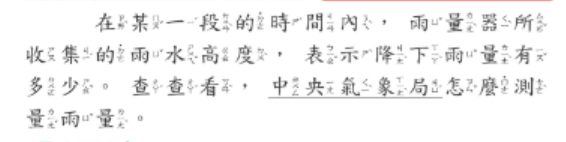 在某一段的時間內，雨量器所
收集的雨水高度，表示降下雨量有
多少。查查看，中央氣象局怎麼測
量雨量。